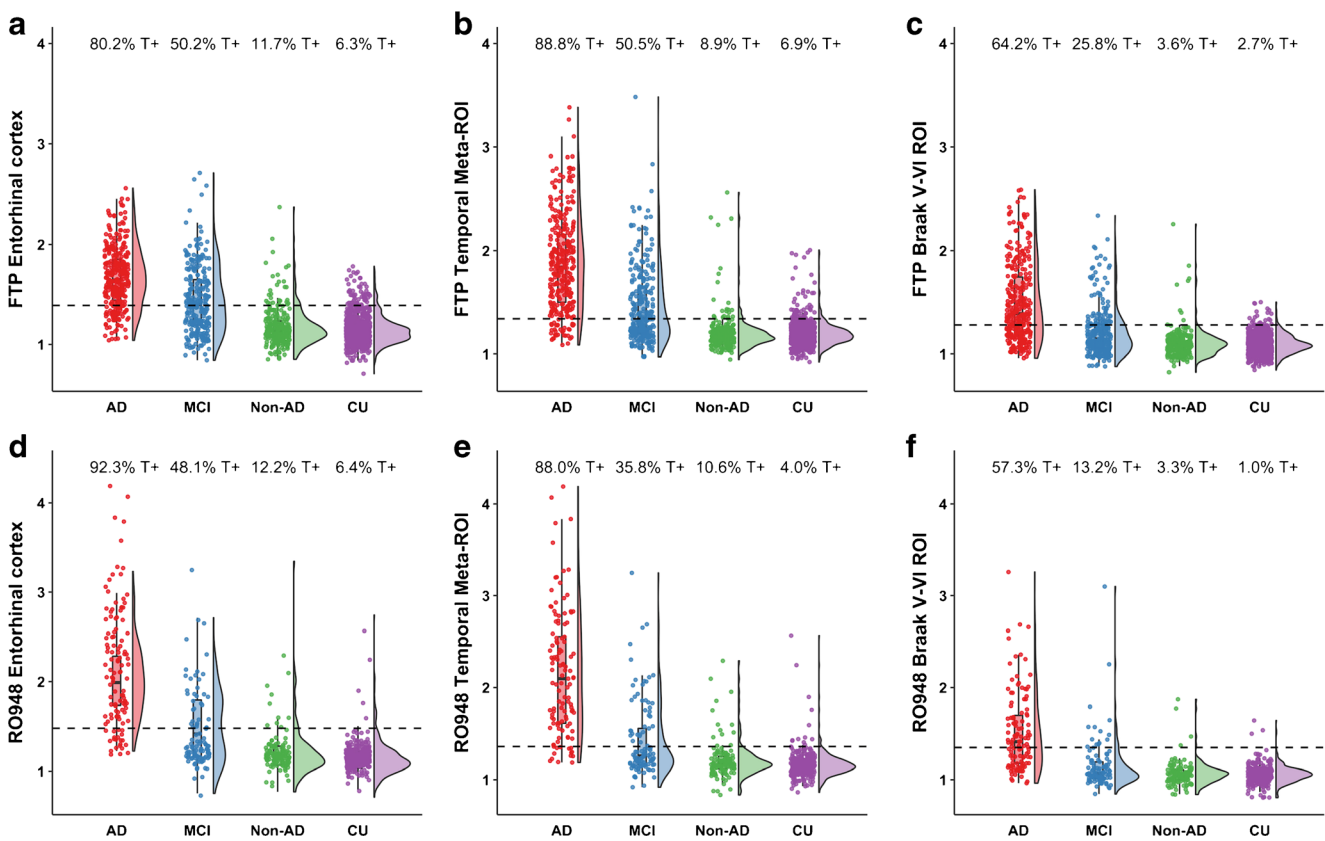 a
80.2% T+ 50.2% T+ 11.7% T+ 6.3% T+
FTP Entorhinal cortex
4
3
2
1
AD MCI Non-AD CU
b
88.8% T+ 50.5% T+ 8.9% T+ 6.9% T+
FTP Temporal Meta-ROI
4
3
2
1
AD MCI Non-AD CU
c
64.2% T+ 25.8% T+ 3.6% T+ 2.7% T+
FTP Braak V-VI ROI
4
3
2
1
AD MCI Non-AD CU
d
92.3% T+ 48.1% T+ 12.2% T+ 6.4% T+
RO948 Entorhinal cortex
4
3
2
1
AD MCI Non-AD CU
e
88.0% T+ 35.8% T+ 10.6% T+ 4.0% T+
RO948 Temporal Meta-ROI
4
3
2
1
AD MCI Non-AD CU
f
57.3% T+ 13.2% T+ 3.3% T+ 1.0% T+
RO948 Braak V-VI ROI
4
3
2
1
AD MCI Non-AD CU